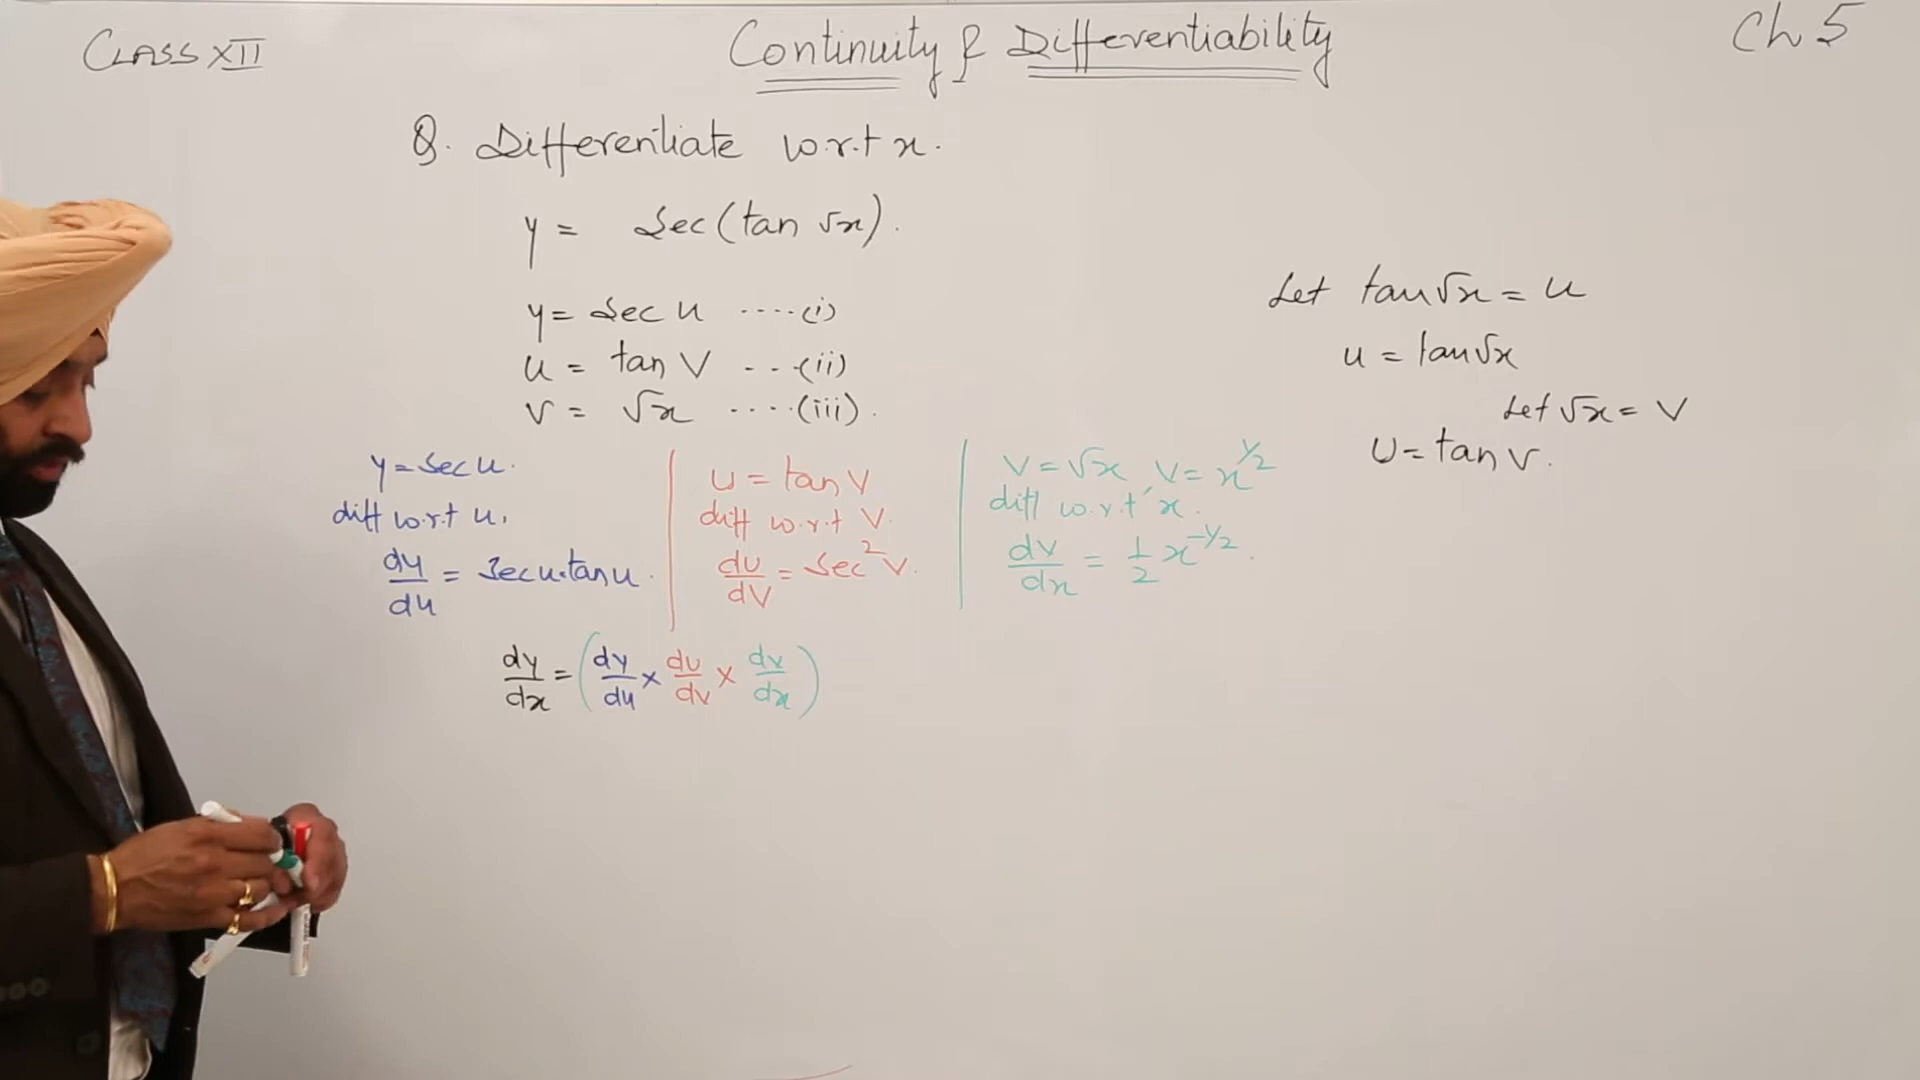 CLASS XII
Continuity & Differentiability
Ch 5
Q. Differentiate w.r.t x.
y = Sec(tan √x).
y = Sec u ....(i)
u = tan V ...(ii)
v = √x ....(iii).
Let tan√x = u
u = tan√x
Let √x = V
U = tan V.
y = Sec u.
diff w.r.t u,
dy/du = Sec u.tan u.
u = tan V
diff w.r.t V.
du/dV = Sec²V.
V = √x, V = x^1/2
diff w.r.t x.
dv/dx = 1/2 x^-1/2.
dy/dx = (dy/du × du/dv × dv/dx)